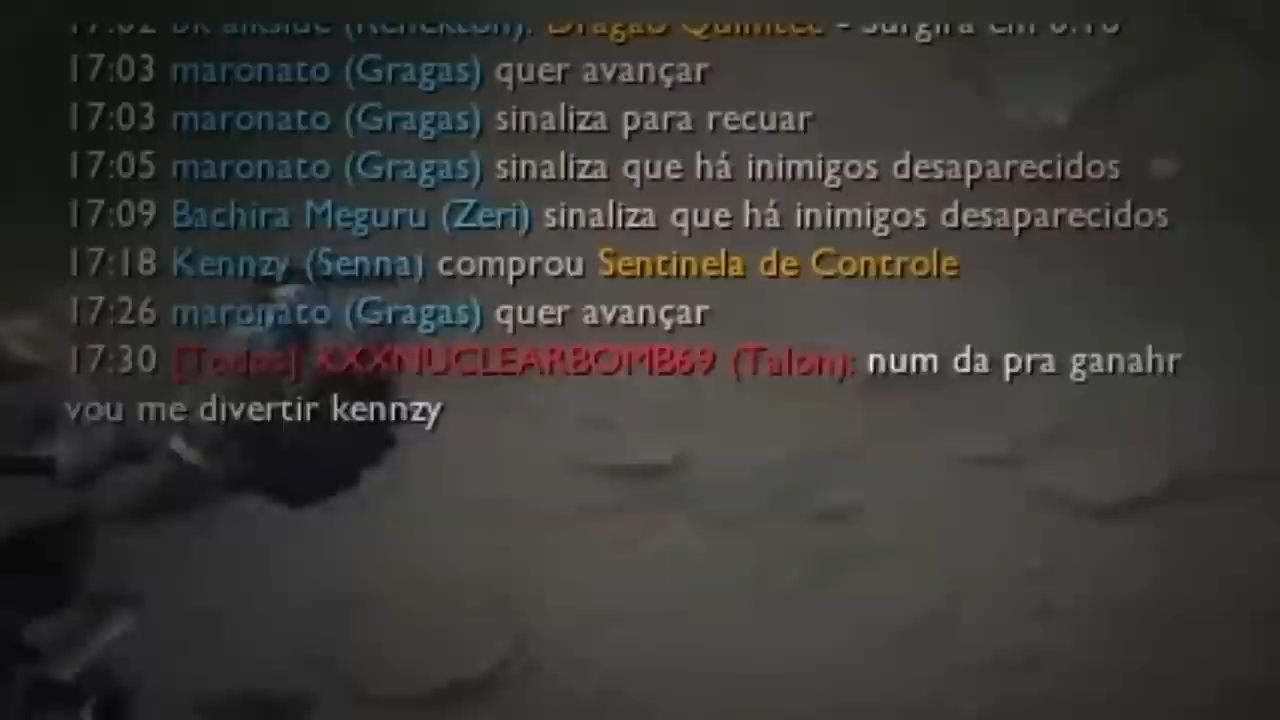 17:03 maronato (Gragas) quer avançar
17:03 maronato (Gragas) sinaliza para recuar
17:05 maronato (Gragas) sinaliza que há inimigos desaparecidos
17:09 Bachira Meguru (Zeri) sinaliza que há inimigos desaparecidos
17:18 Kennzy (Senna) comprou Sentinela de Controle
17:26 maronato (Gragas) quer avançar
17:30 [Todos] XXXNUCLEARBOMB69 (Talon): num da pra ganahr
vou me divertir kennzy